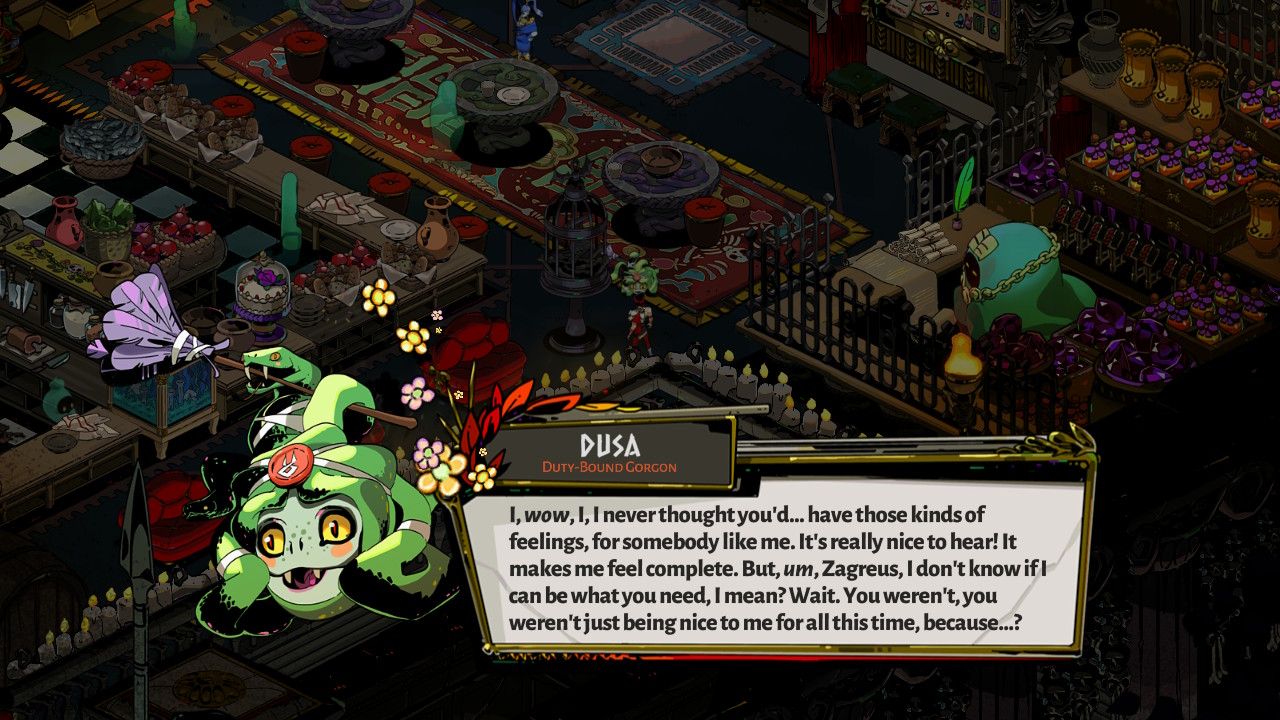 DUSA
DUTY-BOUND GORGON
I, wow, I, I never thought you'd... have those kinds of
feelings, for somebody like me. It's really nice to hear! It
makes me feel complete. But, um, Zagreus, I don't know if I
can be what you need, I mean? Wait. You weren't, you
weren't just being nice to me for all this time, because...?